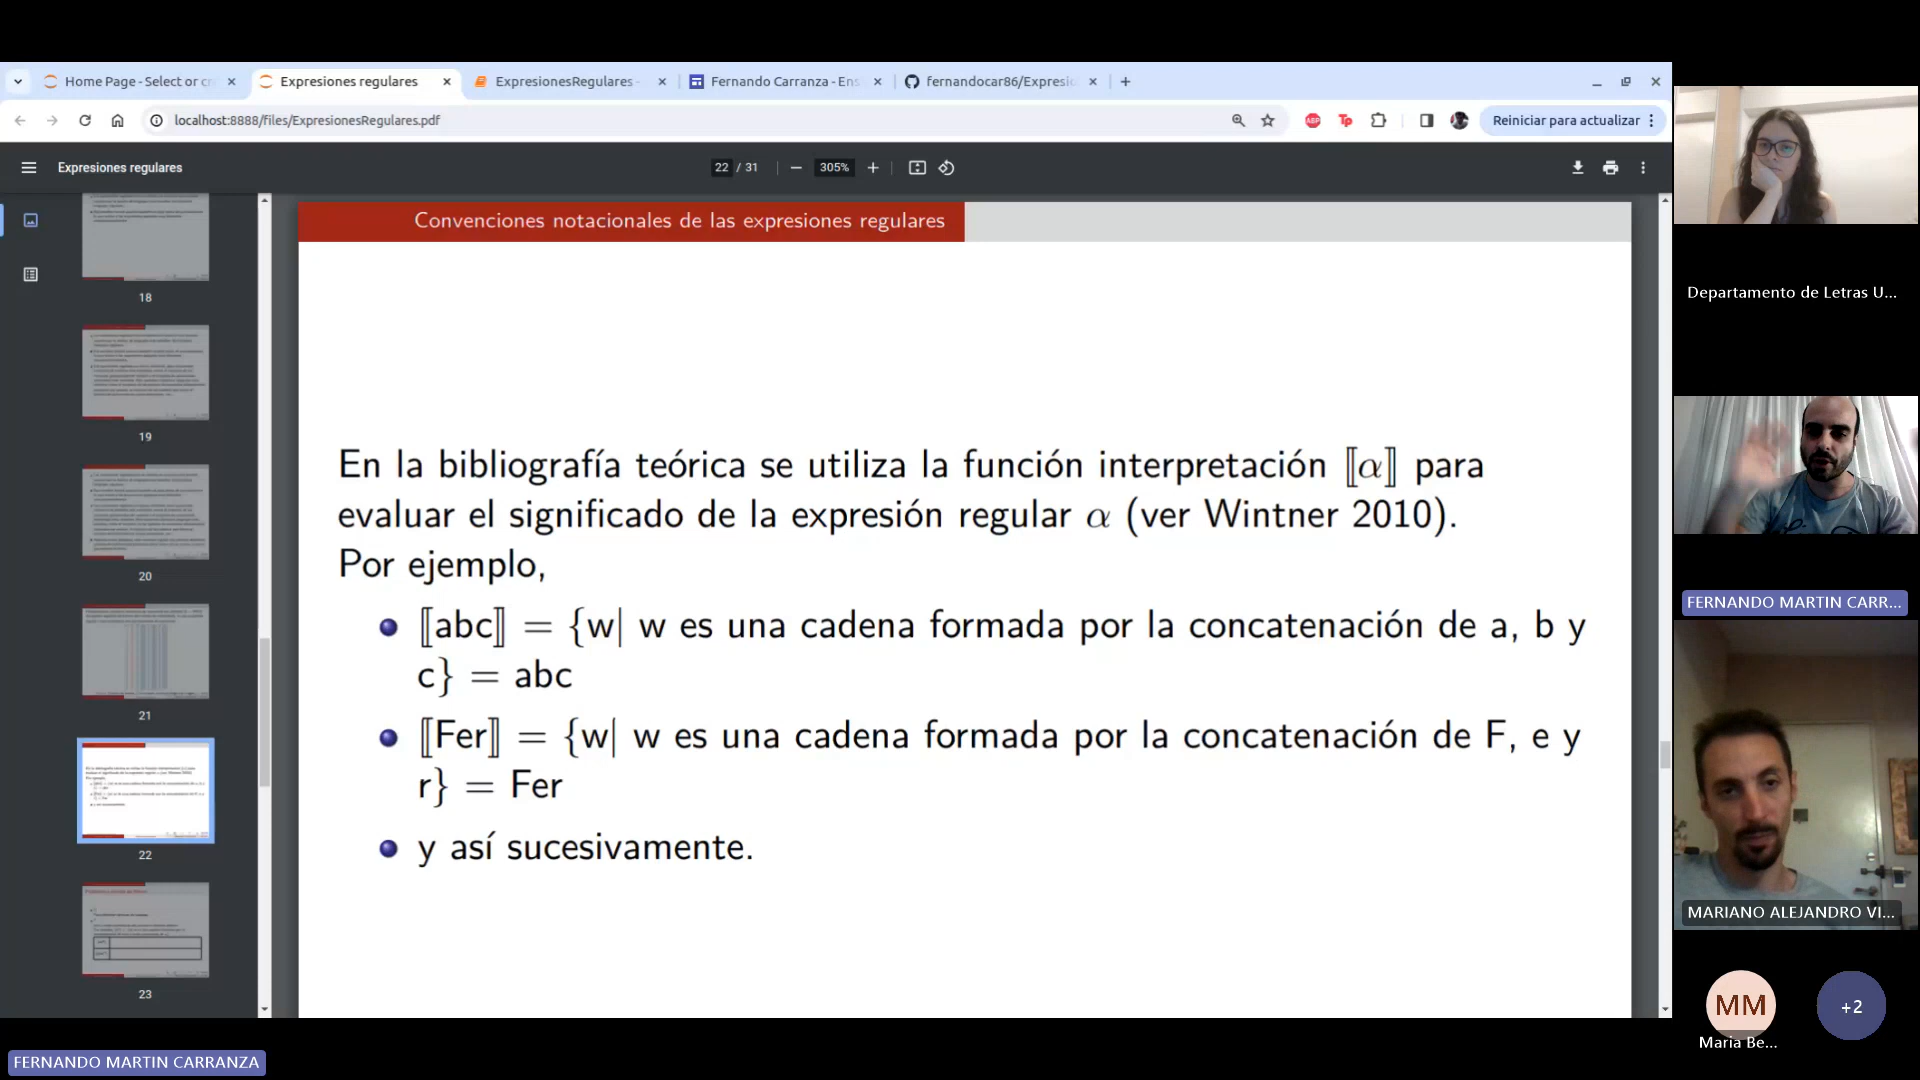 Home Page - Select or cr
Expresiones regulares
ExpresionesRegulares -
Fernando Carranza - Ens
fernandocar86/Expresio
localhost:8888/files/ExpresionesRegulares.pdf
ABP
Tp
Reiniciar para actualizar
Expresiones regulares
22 / 31
305%
18
19
20
21
22
23
Convenciones notacionales de las expresiones regulares
En la bibliografía teórica se utiliza la función interpretación ⟦α⟧ para
evaluar el significado de la expresión regular α (ver Wintner 2010).
Por ejemplo,
⟦abc⟧ = {w| w es una cadena formada por la concatenación de a, b y
c} = abc
⟦Fer⟧ = {w| w es una cadena formada por la concatenación de F, e y
r} = Fer
y así sucesivamente.
Departamento de Letras U...
FERNANDO MARTIN CARR...
MARIANO ALEJANDRO VI...
MM
+2
Maria Be...
FERNANDO MARTIN CARRANZA